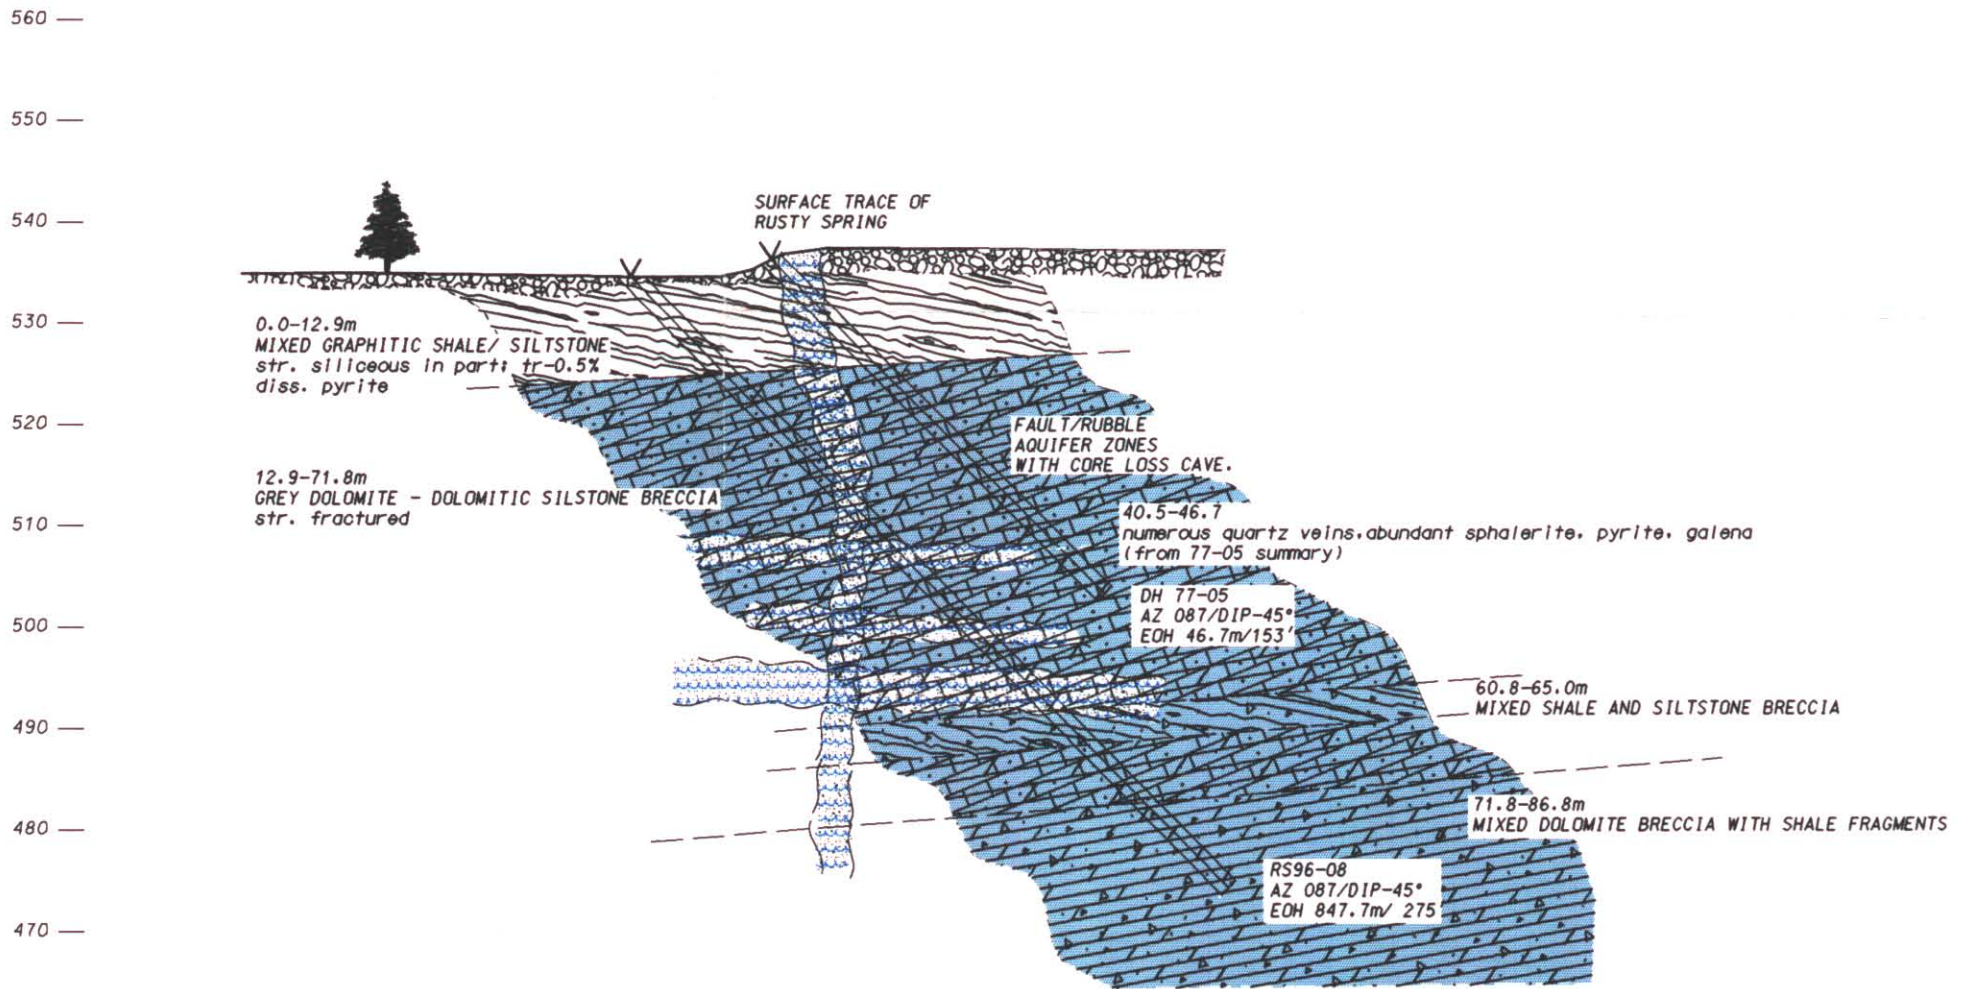 560
550
540
530
520
510
500
490
480
470
SURFACE TRACE OF
RUSTY SPRING
0.0-12.9m
MIXED GRAPHITIC SHALE/ SILTSTONE
str. siliceous in part; tr-0.5%
diss. pyrite
12.9-71.8m
GREY DOLOMITE - DOLOMITIC SILSTONE BRECCIA
str. fractured
FAULT/RUBBLE
AQUIFER ZONES
WITH CORE LOSS CAVE.
40.5-46.7
numerous quartz veins.abundant sphalerite. pyrite. galena
(from 77-05 summary)
DH 77-05
AZ 087/DIP-45°
EOH 46.7m/153'
60.8-65.0m
MIXED SHALE AND SILTSTONE BRECCIA
71.8-86.8m
MIXED DOLOMITE BRECCIA WITH SHALE FRAGMENTS
RS96-08
AZ 087/DIP-45°
EOH 847.7m/ 275